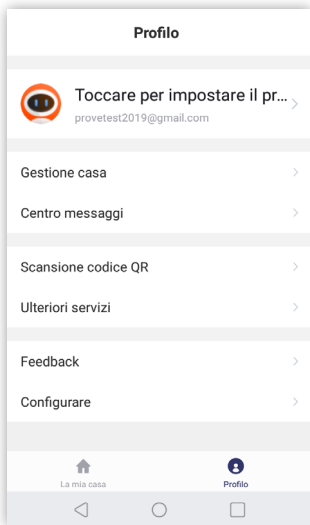 Profilo
Toccare per impostare il pr...
provetest2019@gmail.com
Gestione casa
Centro messaggi
Scansione codice QR
Ulteriori servizi
Feedback
Configurare
La mia casa
Profilo